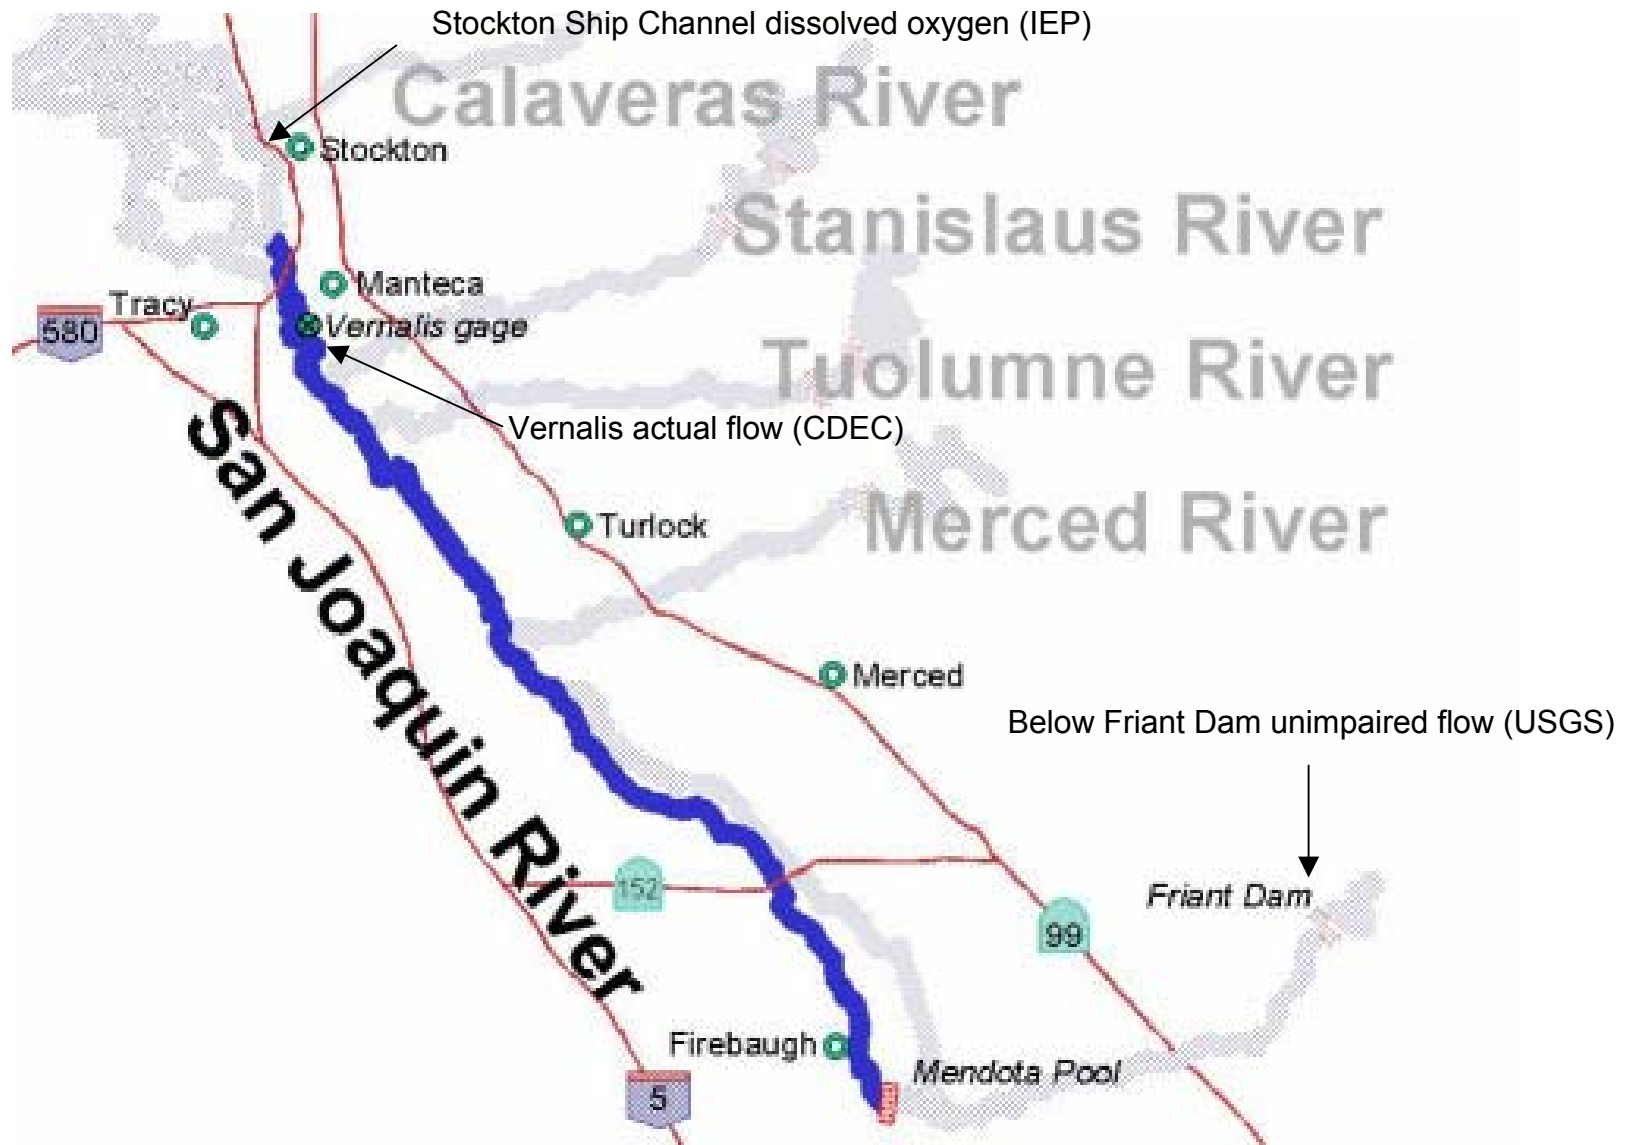 Stockton Ship Channel dissolved oxygen (IEP)
Calaveras River
Stockton
Stanislaus River
Manteca
Tracy
580
Vernalis gage
Tuolumne River
Vernalis actual flow (CDEC)
San Joaquin River
Merced River
Turlock
Merced
Below Friant Dam unimpaired flow (USGS)
152
Friant Dam
99
Firebaugh
Mendota Pool
5